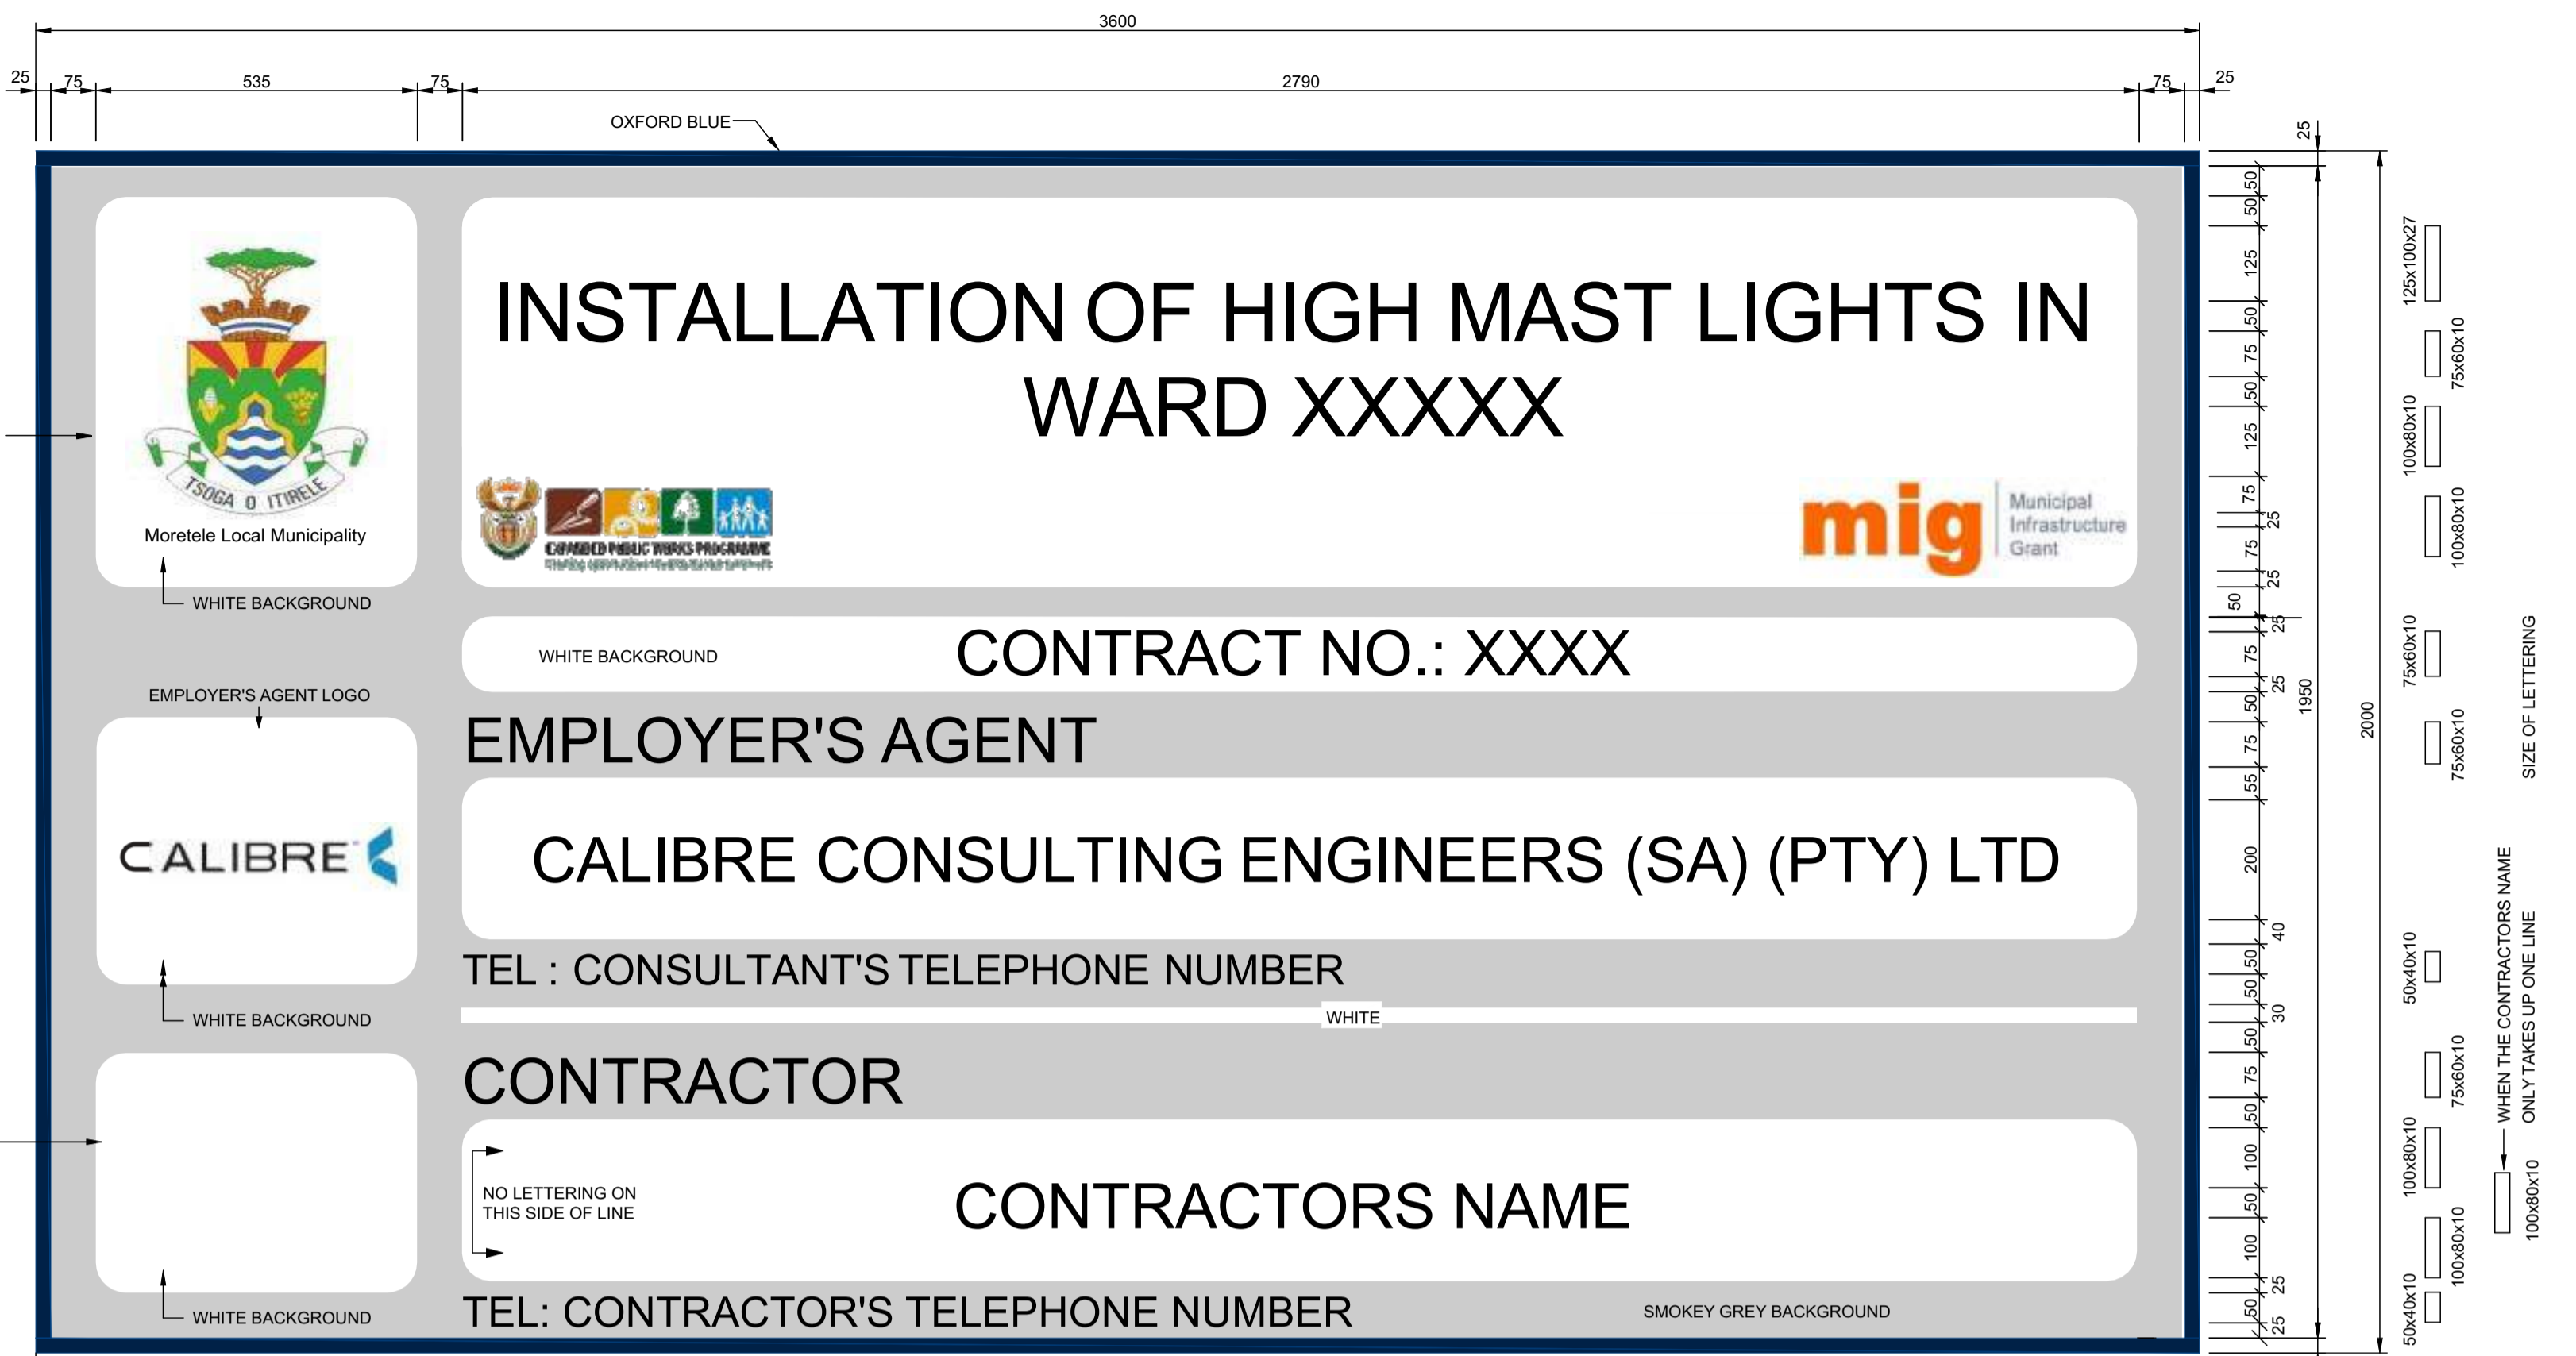 3600
25 75 535 75 2790 75 25
OXFORD BLUE
TSOGA O ITIRELE
Moretele Local Municipality
WHITE BACKGROUND
INSTALLATION OF HIGH MAST LIGHTS IN
WARD XXXXX
EXPANDED PUBLIC WORKS PROGRAMME
mig
Municipal
Infrastructure
Grant
WHITE BACKGROUND
CONTRACT NO.: XXXX
EMPLOYER'S AGENT LOGO
CALIBRE
WHITE BACKGROUND
EMPLOYER'S AGENT
CALIBRE CONSULTING ENGINEERS (SA) (PTY) LTD
TEL : CONSULTANT'S TELEPHONE NUMBER
WHITE
CONTRACTOR
NO LETTERING ON
THIS SIDE OF LINE
CONTRACTORS NAME
WHITE BACKGROUND
TEL: CONTRACTOR'S TELEPHONE NUMBER
SMOKEY GREY BACKGROUND
25
50
50
125
50
75
50
125
75
25
75
25
50
25
75
25
50
75
55
200
40
50
50
30
50
75
50
100
50
100
25
50
25
1950
2000
125x100x27
75x60x10
100x80x10
100x80x10
75x60x10
75x60x10
50x40x10
75x60x10
100x80x10
100x80x10
50x40x10
SIZE OF LETTERING
WHEN THE CONTRACTORS NAME
ONLY TAKES UP ONE LINE
100x80x10